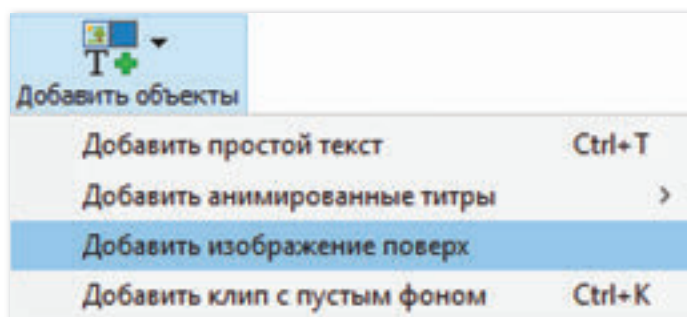 Добавить объекты
Добавить простой текст Ctrl+T
Добавить анимированные титры >
Добавить изображение поверх
Добавить клип с пустым фоном Ctrl+K